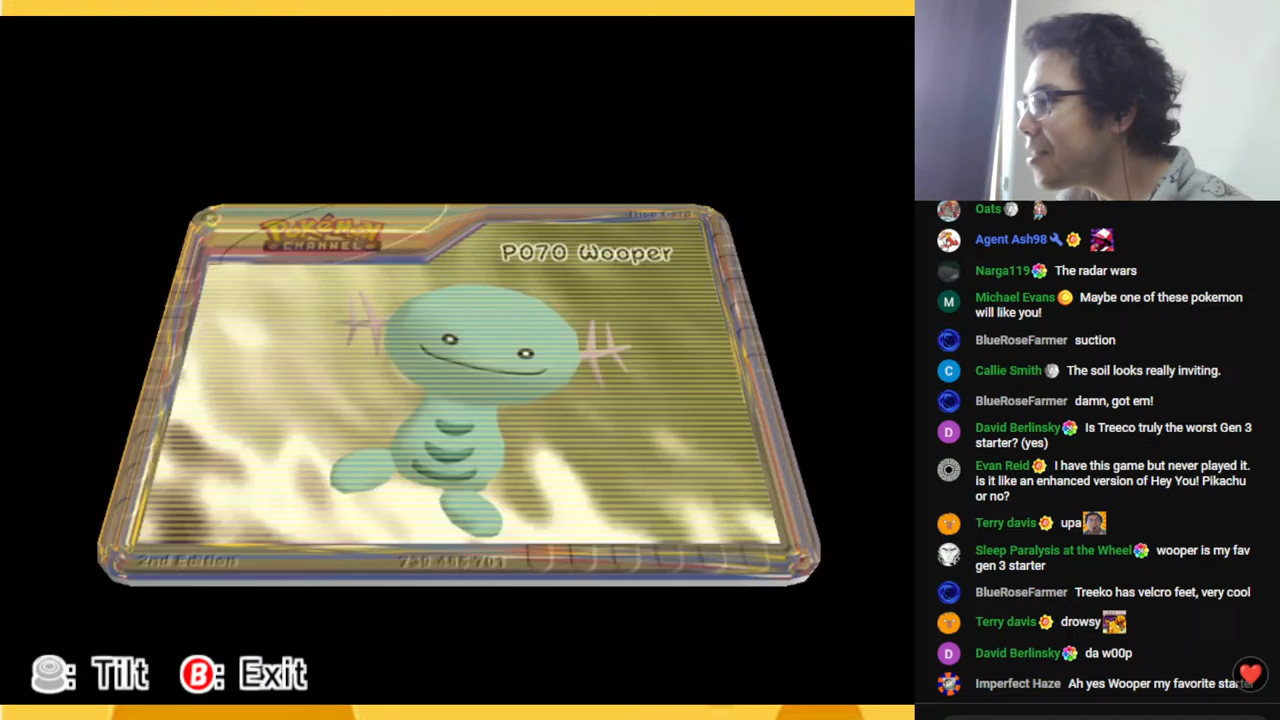 POKéMON
CHANNEL
P070 Wooper
2nd Edition
: Tilt
B: Exit
Oats
Agent Ash98
Narga119 The radar wars
Michael Evans Maybe one of these pokemon
will like you!
BlueRoseFarmer suction
C
Callie Smith The soil looks really inviting.
BlueRoseFarmer damn, got em!
D
David Berlinsky Is Treeco truly the worst Gen 3
starter? (yes)
Evan Reid I have this game but never played it.
is it like an enhanced version of Hey You! Pikachu
or no?
Terry davis upa
Sleep Paralysis at the Wheel wooper is my fav
gen 3 starter
BlueRoseFarmer Treeko has velcro feet, very cool
Terry davis drowsy
D
David Berlinsky da w00p
Imperfect Haze Ah yes Wooper my favorite